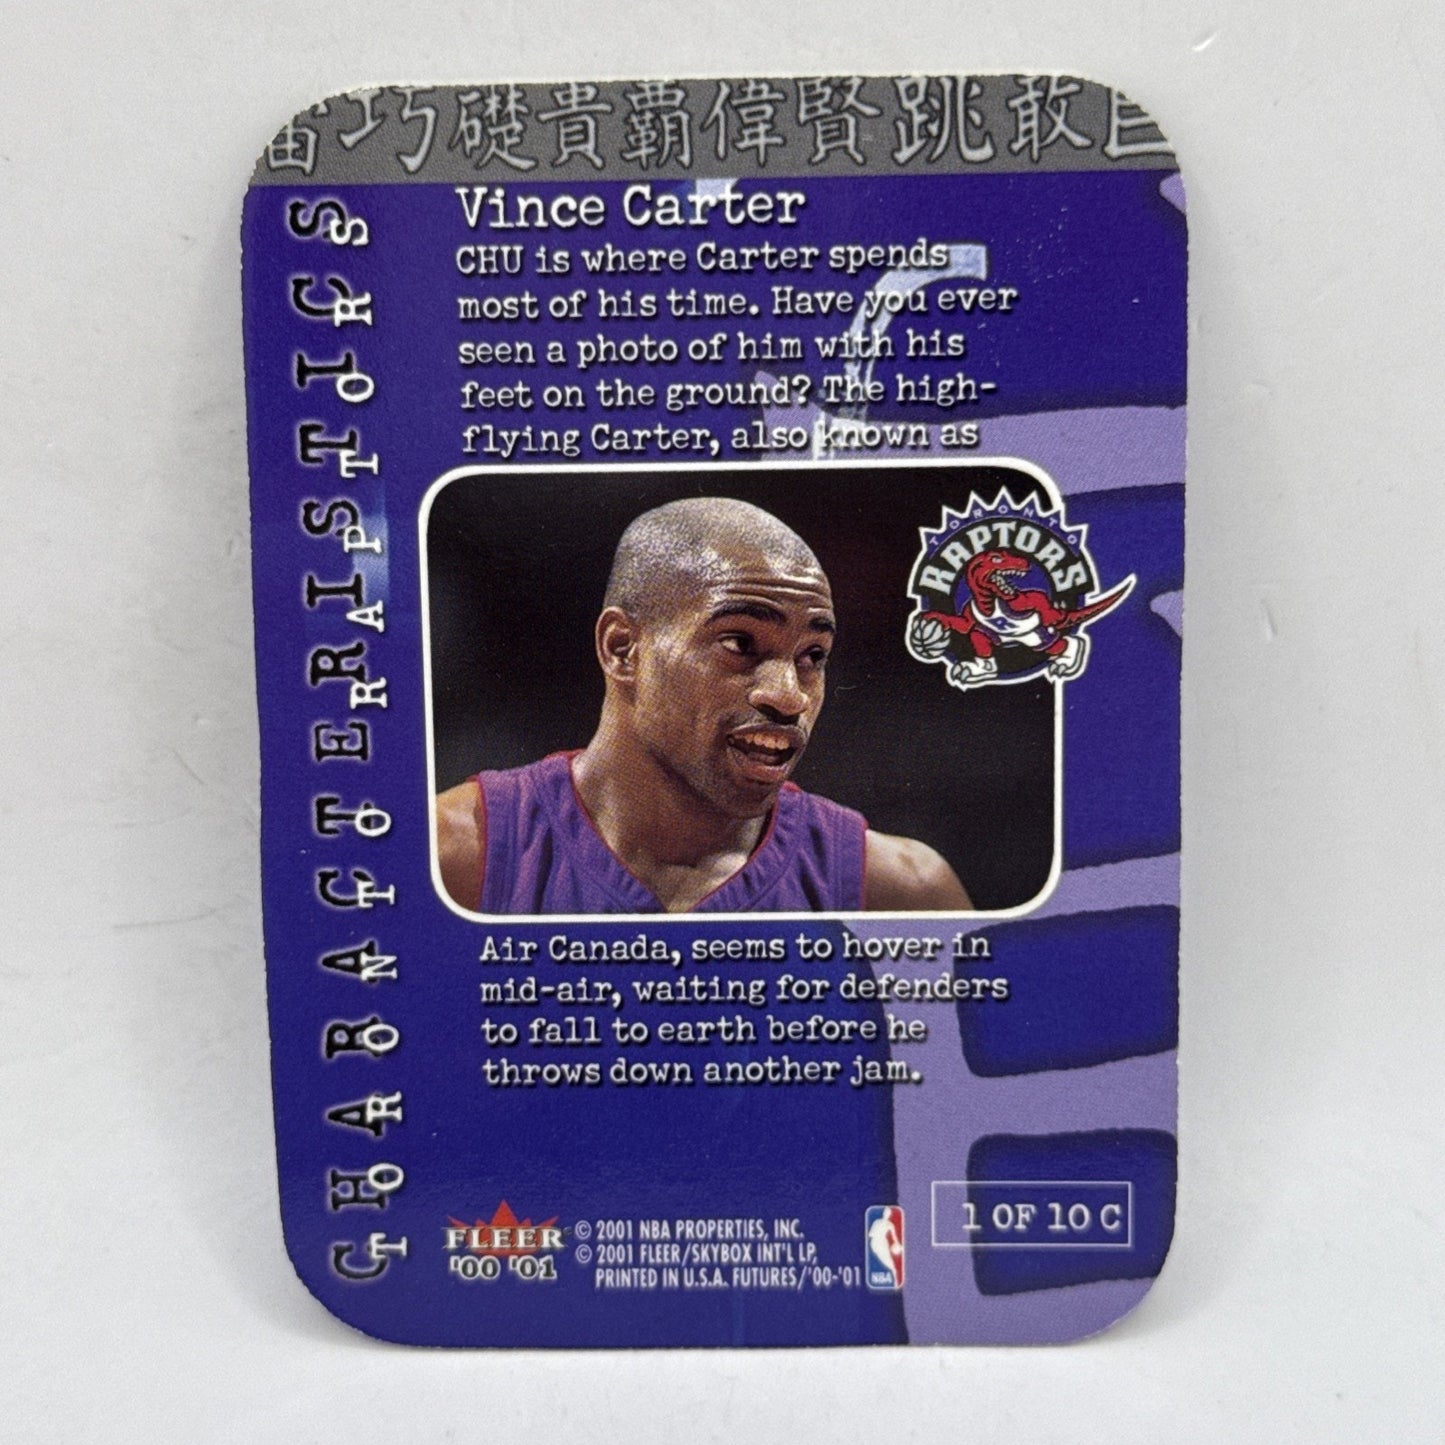 巧礎貴覇偉賢跳敢
CHARACTERISTICS
TORONTO RAPTORS
Vince Carter
CHU is where Carter spends
most of his time. Have you ever
seen a photo of him with his
feet on the ground? The high-
flying Carter, also known as
TORONTO
RAPTORS
Air Canada, seems to hover in
mid-air, waiting for defenders
to fall to earth before he
throws down another jam.
FLEER
'00 '01
© 2001 NBA PROPERTIES, INC.
© 2001 FLEER/SKYBOX INT'L LP,
PRINTED IN U.S.A. FUTURES/'00-'01
NBA
1 OF 10 C